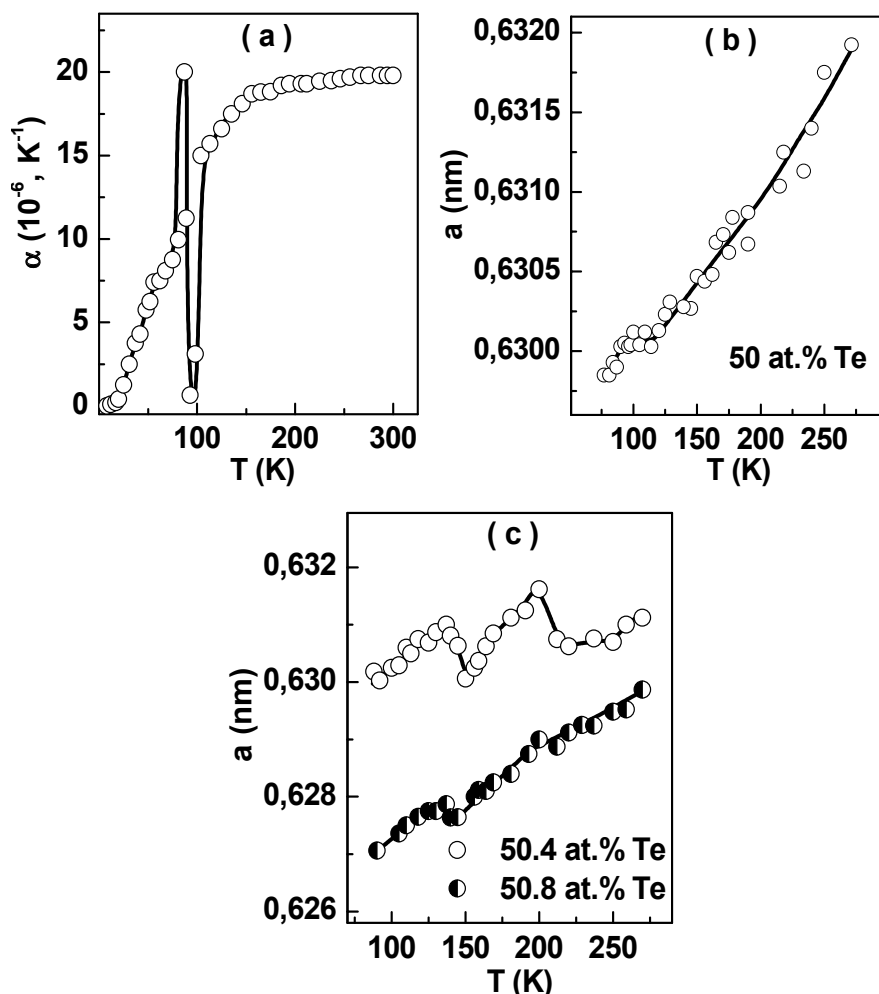 ( a )
20
15
10
5
0
α (10⁻⁶, K⁻¹)
100
200
300
T (K)
( b )
0,6320
0,6315
0,6310
0,6305
0,6300
a (nm)
50 at.% Te
100
150
200
250
T (K)
( c )
0,632
0,630
0,628
0,626
a (nm)
50.4 at.% Te
50.8 at.% Te
100
150
200
250
T (K)